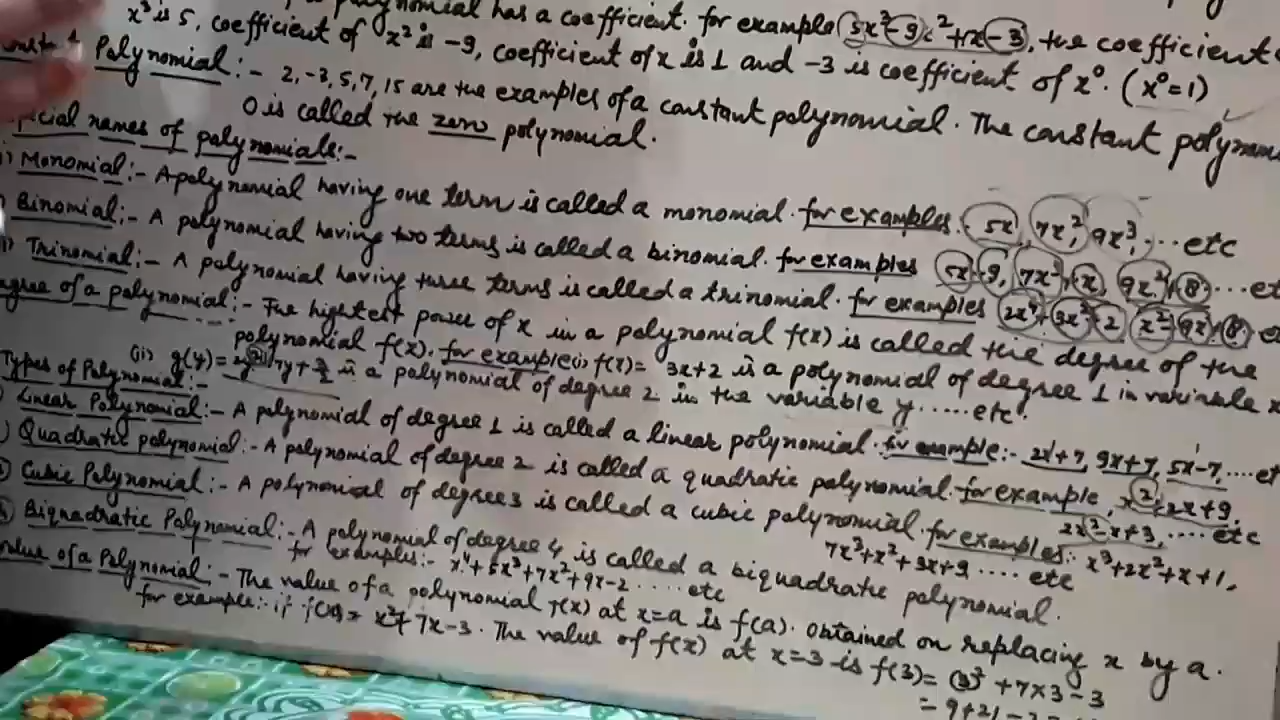 polynomial has a coefficient. for example 5x³-9x²+x-3, the coefficient
x³ is 5, coefficient of x² is -9, coefficient of x is 1 and -3 is coefficient of x⁰. (x⁰=1)
Polynomial:- 2, -3, 5, 7, 15 are the examples of a constant polynomial. The constant
0 is called the zero polynomial.
names of polynomials:-
Monomial:- A polynomial having one term is called a monomial. for examples. 5x, 7x², 9x³, ... etc
Binomial:- A polynomial having two terms is called a binomial. for examples 5x-9, 7x²+x, 9x²+8 ....
Trinomial:- A polynomial having three terms is called a trinomial. for examples 2x⁴+3x²+2 x²-9x+8
of a polynomial:- The highest power of x in a polynomial f(x) is called the degree of the
polynomial f(x). for example (i) f(x)= 3x+2 is a polynomial of degree 1 in variable
(ii) g(y)= 7y+ is a polynomial of degree 2 in the variable y ..... etc.
Types of Polynomial:-
Linear Polynomial:- A polynomial of degree 1 is called a linear polynomial. for example:- 2x+7, 9x+7, 5x-7, ....
Quadratic polynomial:- A polynomial of degree 2 is called a quadratic polynomial. for example, x²+2x+9,
2x²-x+3, ..... etc
Cubic Polynomial:- A polynomial of degree 3 is called a cubic polynomial. for examples:- x³+2x²+x+1,
7x³+x²+3x+9 ..... etc
Biquadratic Polynomial:- A polynomial of degree 4 is called a biquadratic polynomial.
for examples:- x⁴+5x³+7x²+9x-2 ..... etc
of a Polynomial:- The value of a polynomial f(x) at x=a is f(a). obtained on replacing x by a.
for example:- if f(x)= x²+7x-3. The value of f(x) at x=3 is f(3)= (3)²+7×3-3
= 9+21-